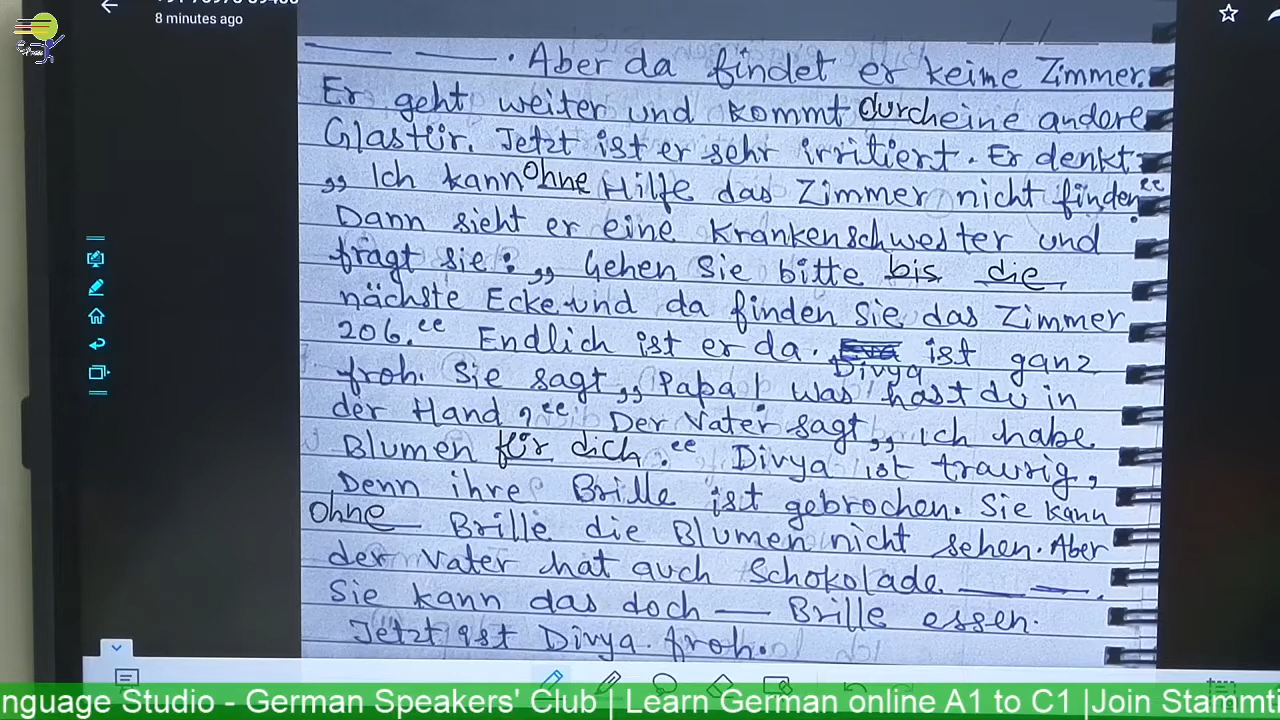 8 minutes ago
___ ___. Aber da findet er keine Zimmer.
Er geht weiter und kommt durch eine andere
Glastür. Jetzt ist er sehr irritiert. Er denkt:
„ Ich kann ohne Hilfe das Zimmer nicht finden“.
Dann sieht er eine Krankenschwester und
fragt sie: „ Gehen Sie bitte bis die
nächste Ecke und da finden Sie das Zimmer
206.“ Endlich ist er da. Divya ist ganz
froh. Sie sagt „ Papa! Was hast du in
der Hand?“ Der Vater sagt „ ich habe
Blumen für dich.“ Divya ist traurig,
Denn ihre Brille ist gebrochen. Sie kann
ohne Brille die Blumen nicht sehen. Aber
der Vater hat auch Schokolade ___ ___.
Sie kann das doch ___ Brille essen.
Jetzt ist Divya froh.
nguage Studio - German Speakers' Club | Learn German online A1 to C1 |Join Stammti